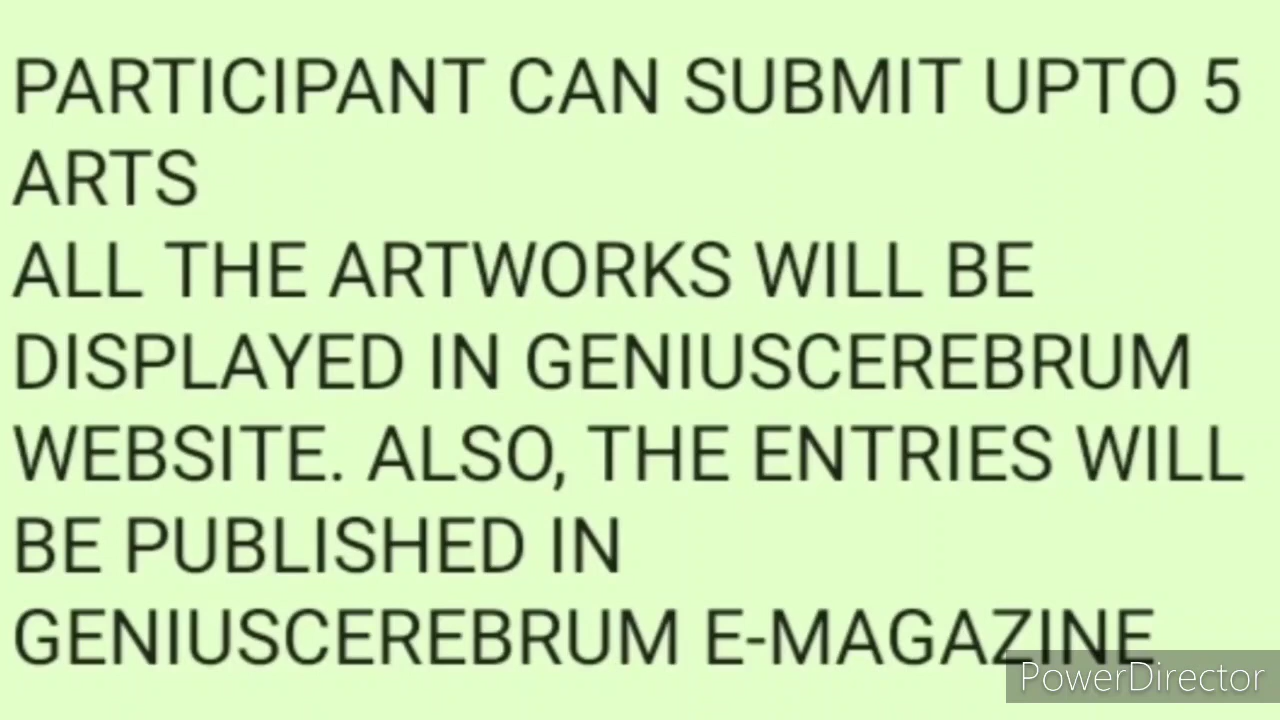 PARTICIPANT CAN SUBMIT UPTO 5
ARTS
ALL THE ARTWORKS WILL BE
DISPLAYED IN GENIUSCEREBRUM
WEBSITE. ALSO, THE ENTRIES WILL
BE PUBLISHED IN
GENIUSCEREBRUM E-MAGAZINE
PowerDirector